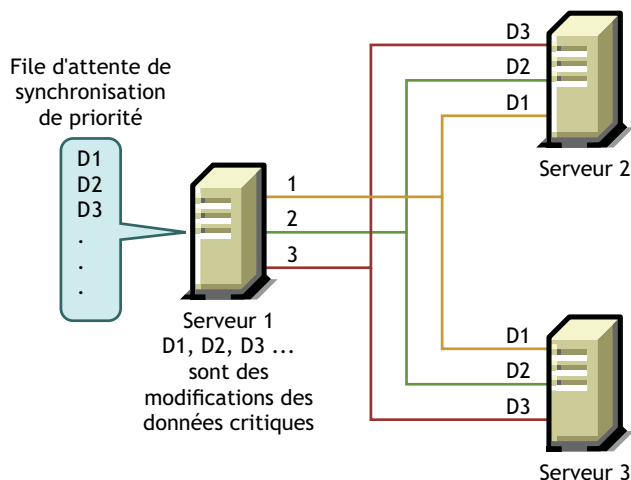 File d'attente de
synchronisation
de priorité
D1
D2
D3
.
.
.
1
2
3
Serveur 1
D1, D2, D3 ...
sont des
modifications des
données critiques
D3
D2
D1
Serveur 2
D1
D2
D3
Serveur 3